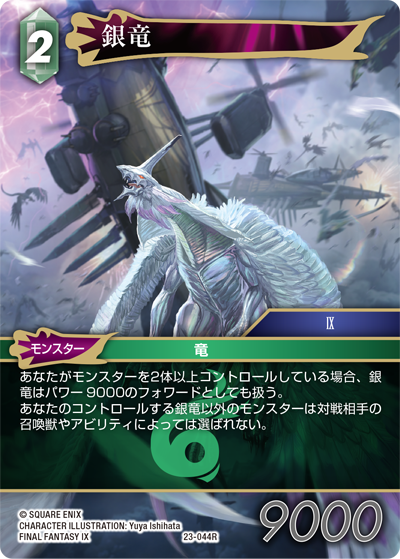 2
銀竜
IX
モンスター
竜
あなたがモンスターを2体以上コントロールしている場合、銀
竜はパワー9000のフォワードとしても扱う。
あなたのコントロールする銀竜以外のモンスターは対戦相手の
召喚獣やアビリティによっては選ばれない。
© SQUARE ENIX
CHARACTER ILLUSTRATION: Yuya Ishihata
FINAL FANTASY IX
23-044R
9000